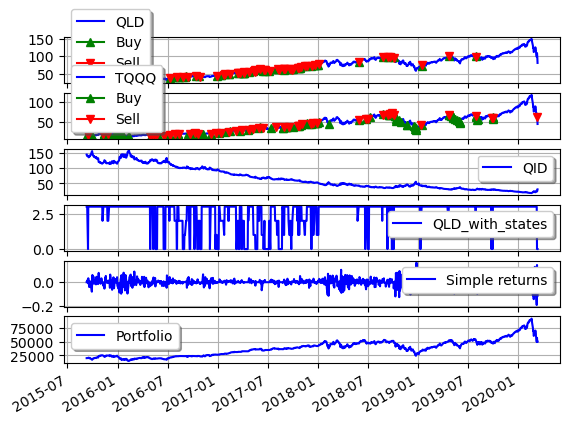 QLD
Buy
Sell
150
100
50
TQQQ
Buy
Sell
100
50
150
100
50
QID
2.5
0.0
QLD_with_states
0.0
−0.2
Simple returns
75000
50000
25000
Portfolio
2015-07
2016-01
2016-07
2017-01
2017-07
2018-01
2018-07
2019-01
2019-07
2020-01